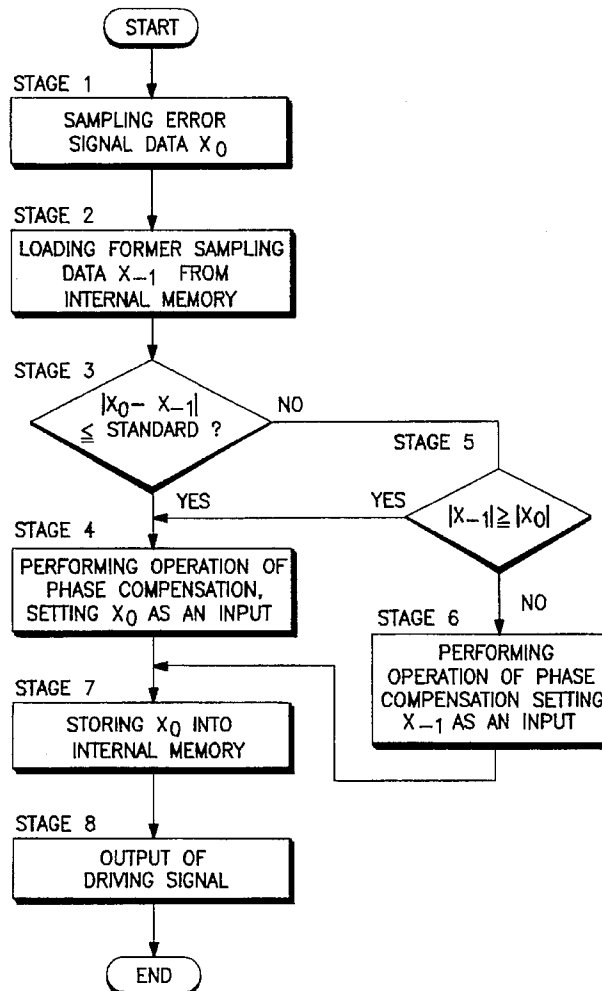 START
STAGE 1
SAMPLING ERROR
SIGNAL DATA X0
STAGE 2
LOADING FORMER SAMPLING
DATA X-1 FROM
INTERNAL MEMORY
STAGE 3
|X0- X-1|
≦ STANDARD ?
NO
STAGE 5
|X-1|≧|X0|
YES
YES
NO
STAGE 4
PERFORMING OPERATION OF
PHASE COMPENSATION,
SETTING X0 AS AN INPUT
STAGE 6
PERFORMING
OPERATION OF PHASE
COMPENSATION SETTING
X-1 AS AN INPUT
STAGE 7
STORING X0 INTO
INTERNAL MEMORY
STAGE 8
OUTPUT OF
DRIVING SIGNAL
END